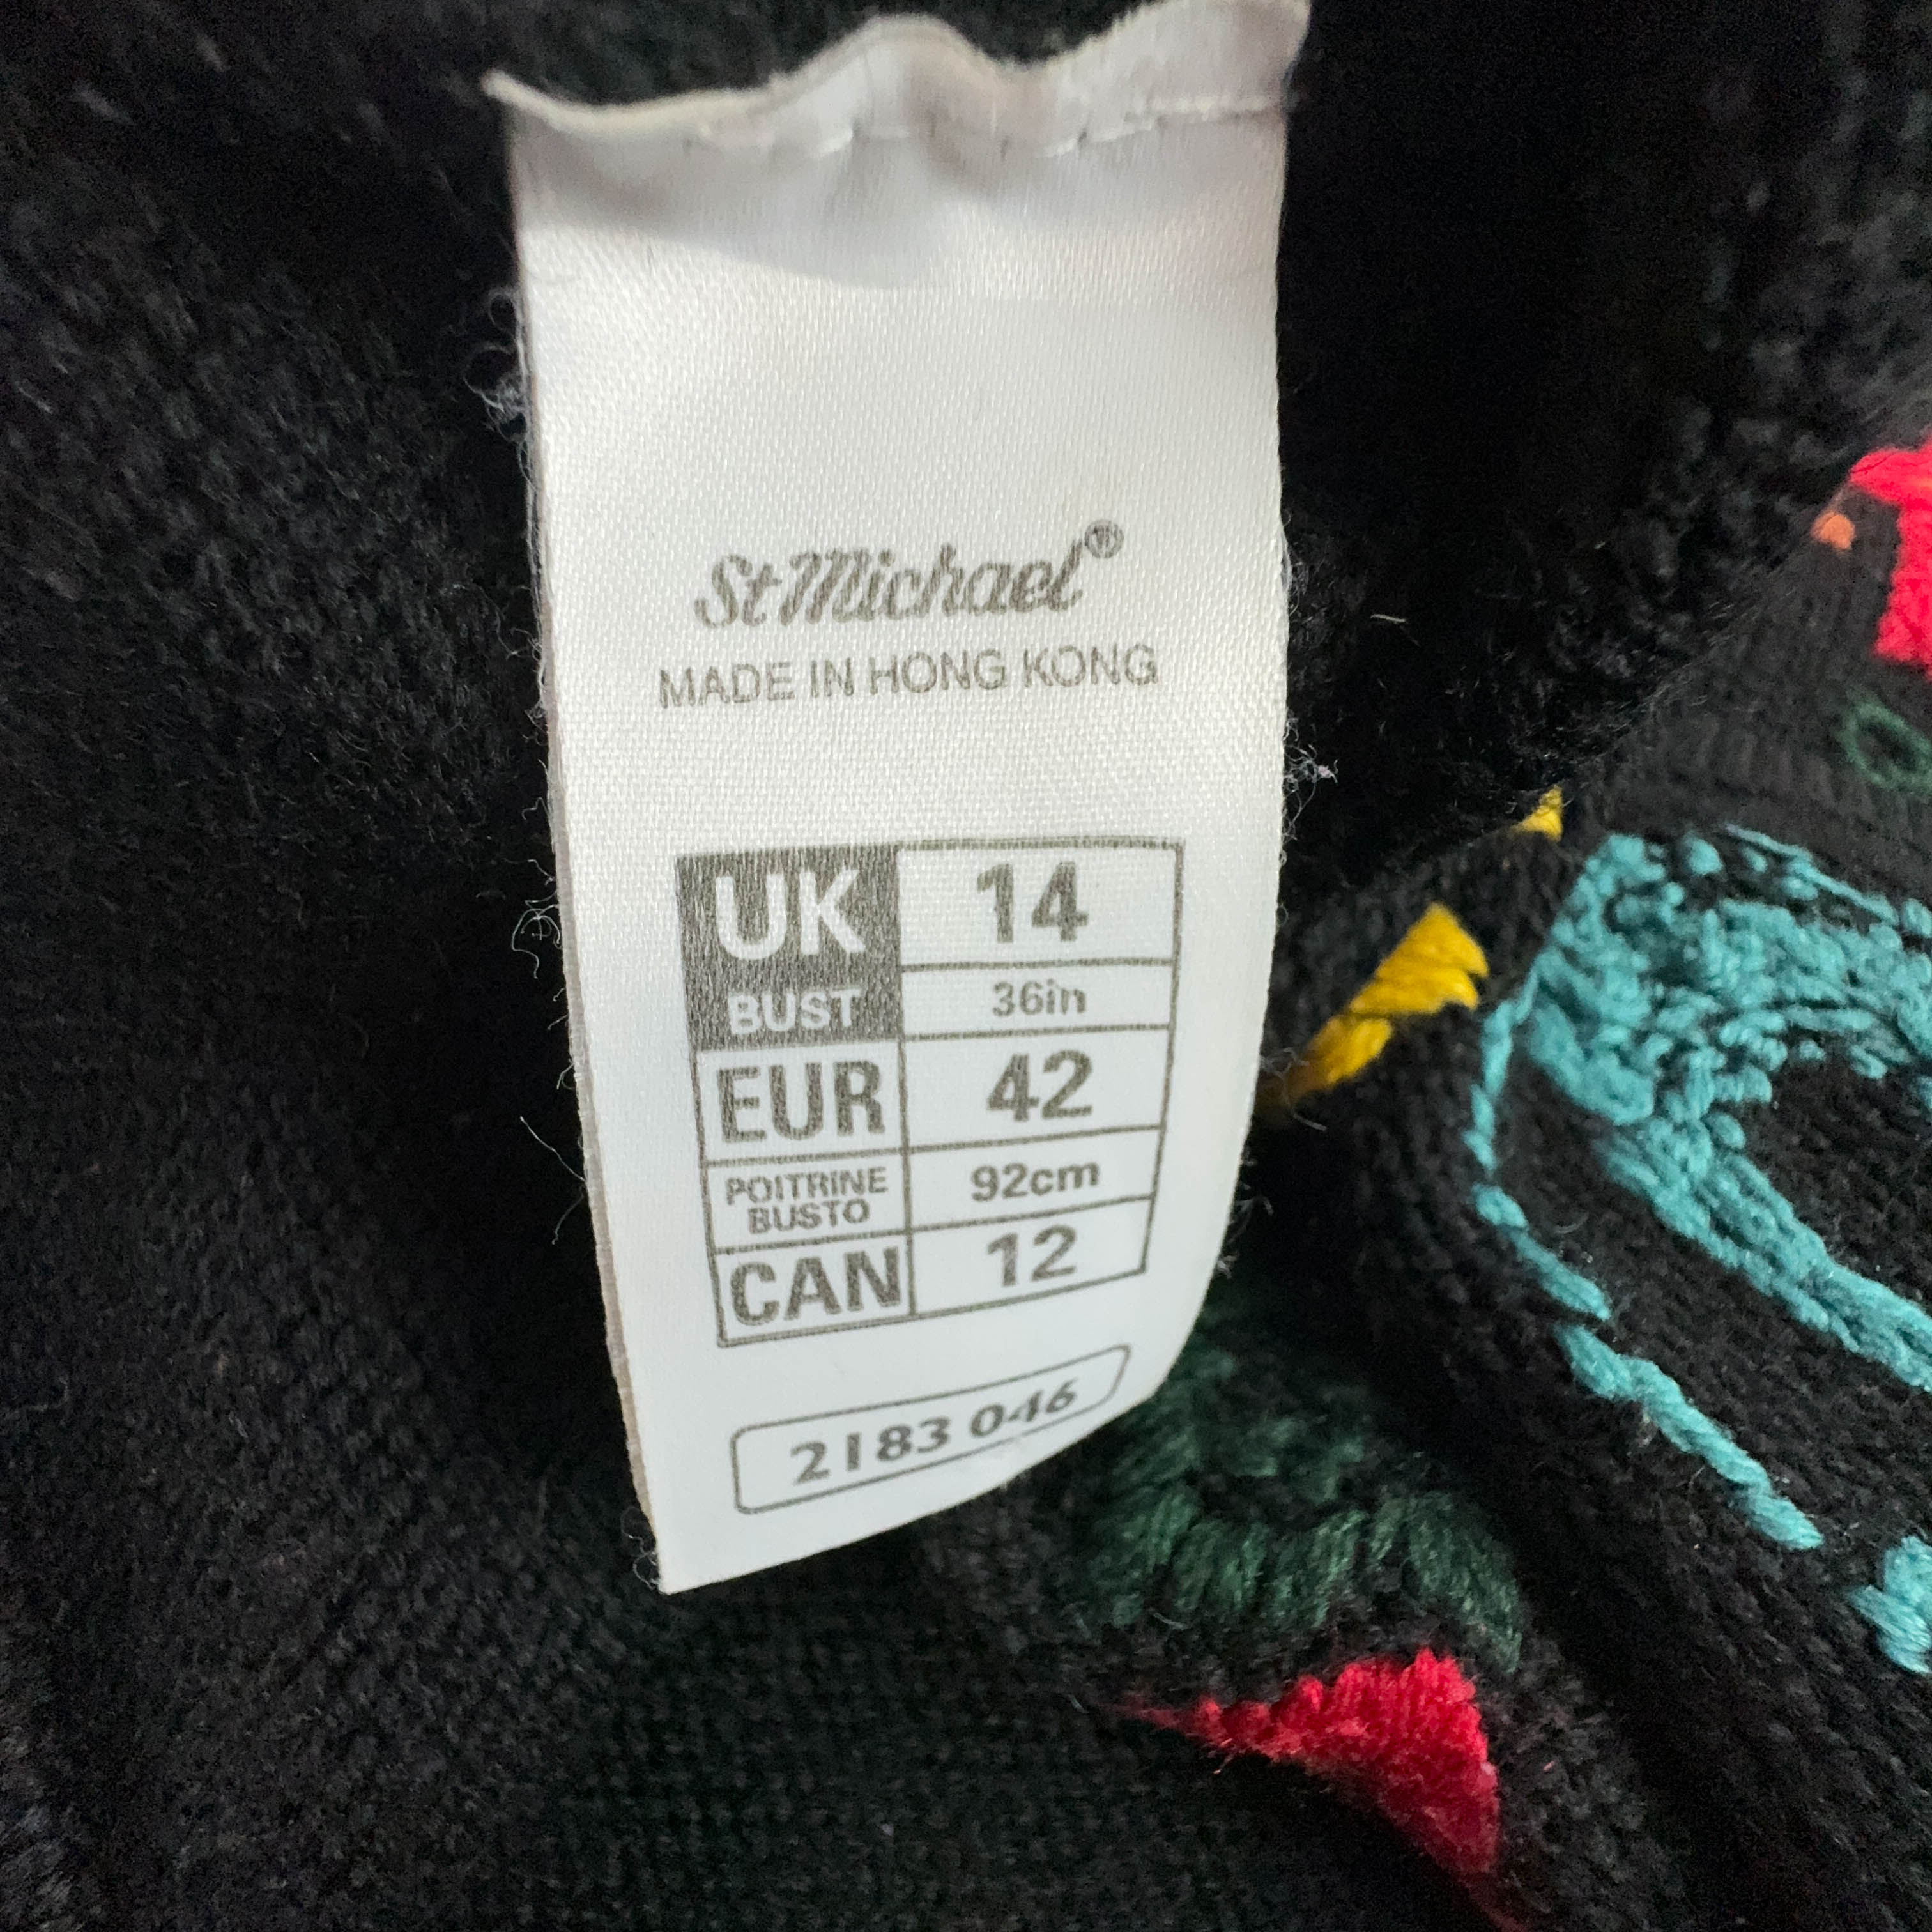 St Michael®
MADE IN HONG KONG
UK 14
BUST 36in
EUR 42
POITRINE
BUSTO 92cm
CAN 12
2183 046